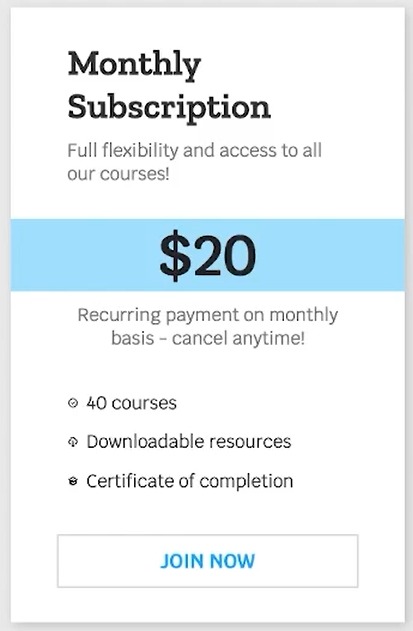 Monthly
Subscription
Full flexibility and access to all
our courses!
$20
Recurring payment on monthly
basis – cancel anytime!
40 courses
Downloadable resources
Certificate of completion
JOIN NOW